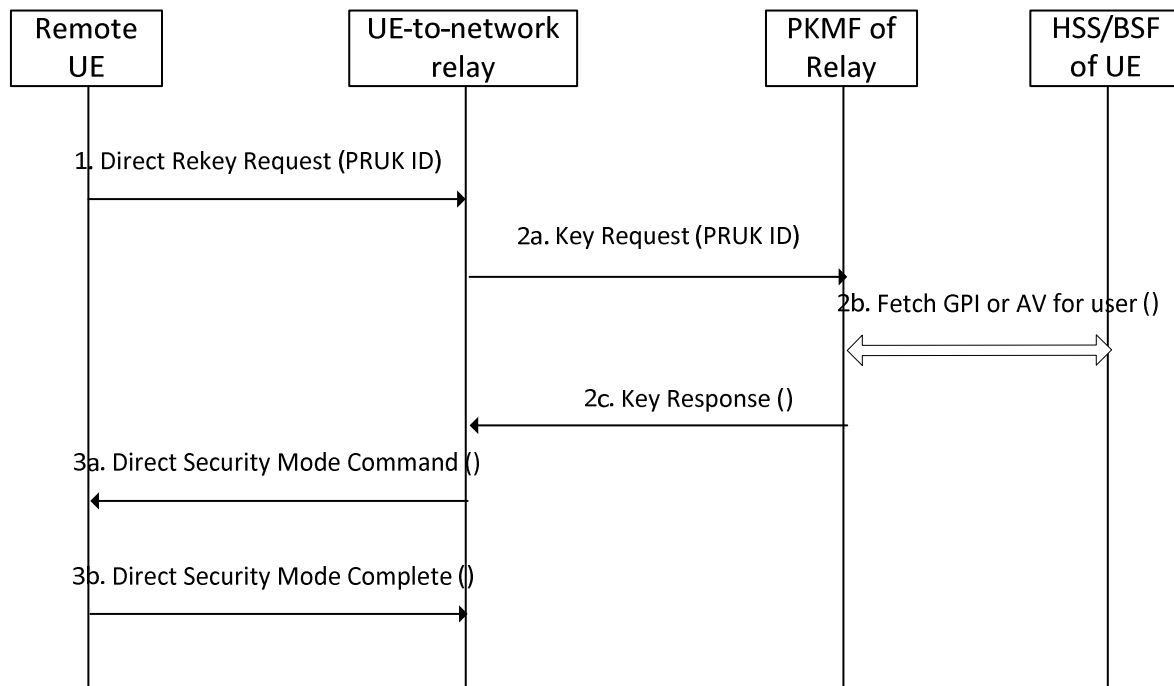 Remote
UE
UE-to-network
relay
PKMF of
Relay
HSS/BSF
of UE
1. Direct Rekey Request (PRUK ID)
2a. Key Request (PRUK ID)
2b. Fetch GPI or AV for user ()
2c. Key Response ()
3a. Direct Security Mode Command ()
3b. Direct Security Mode Complete ()